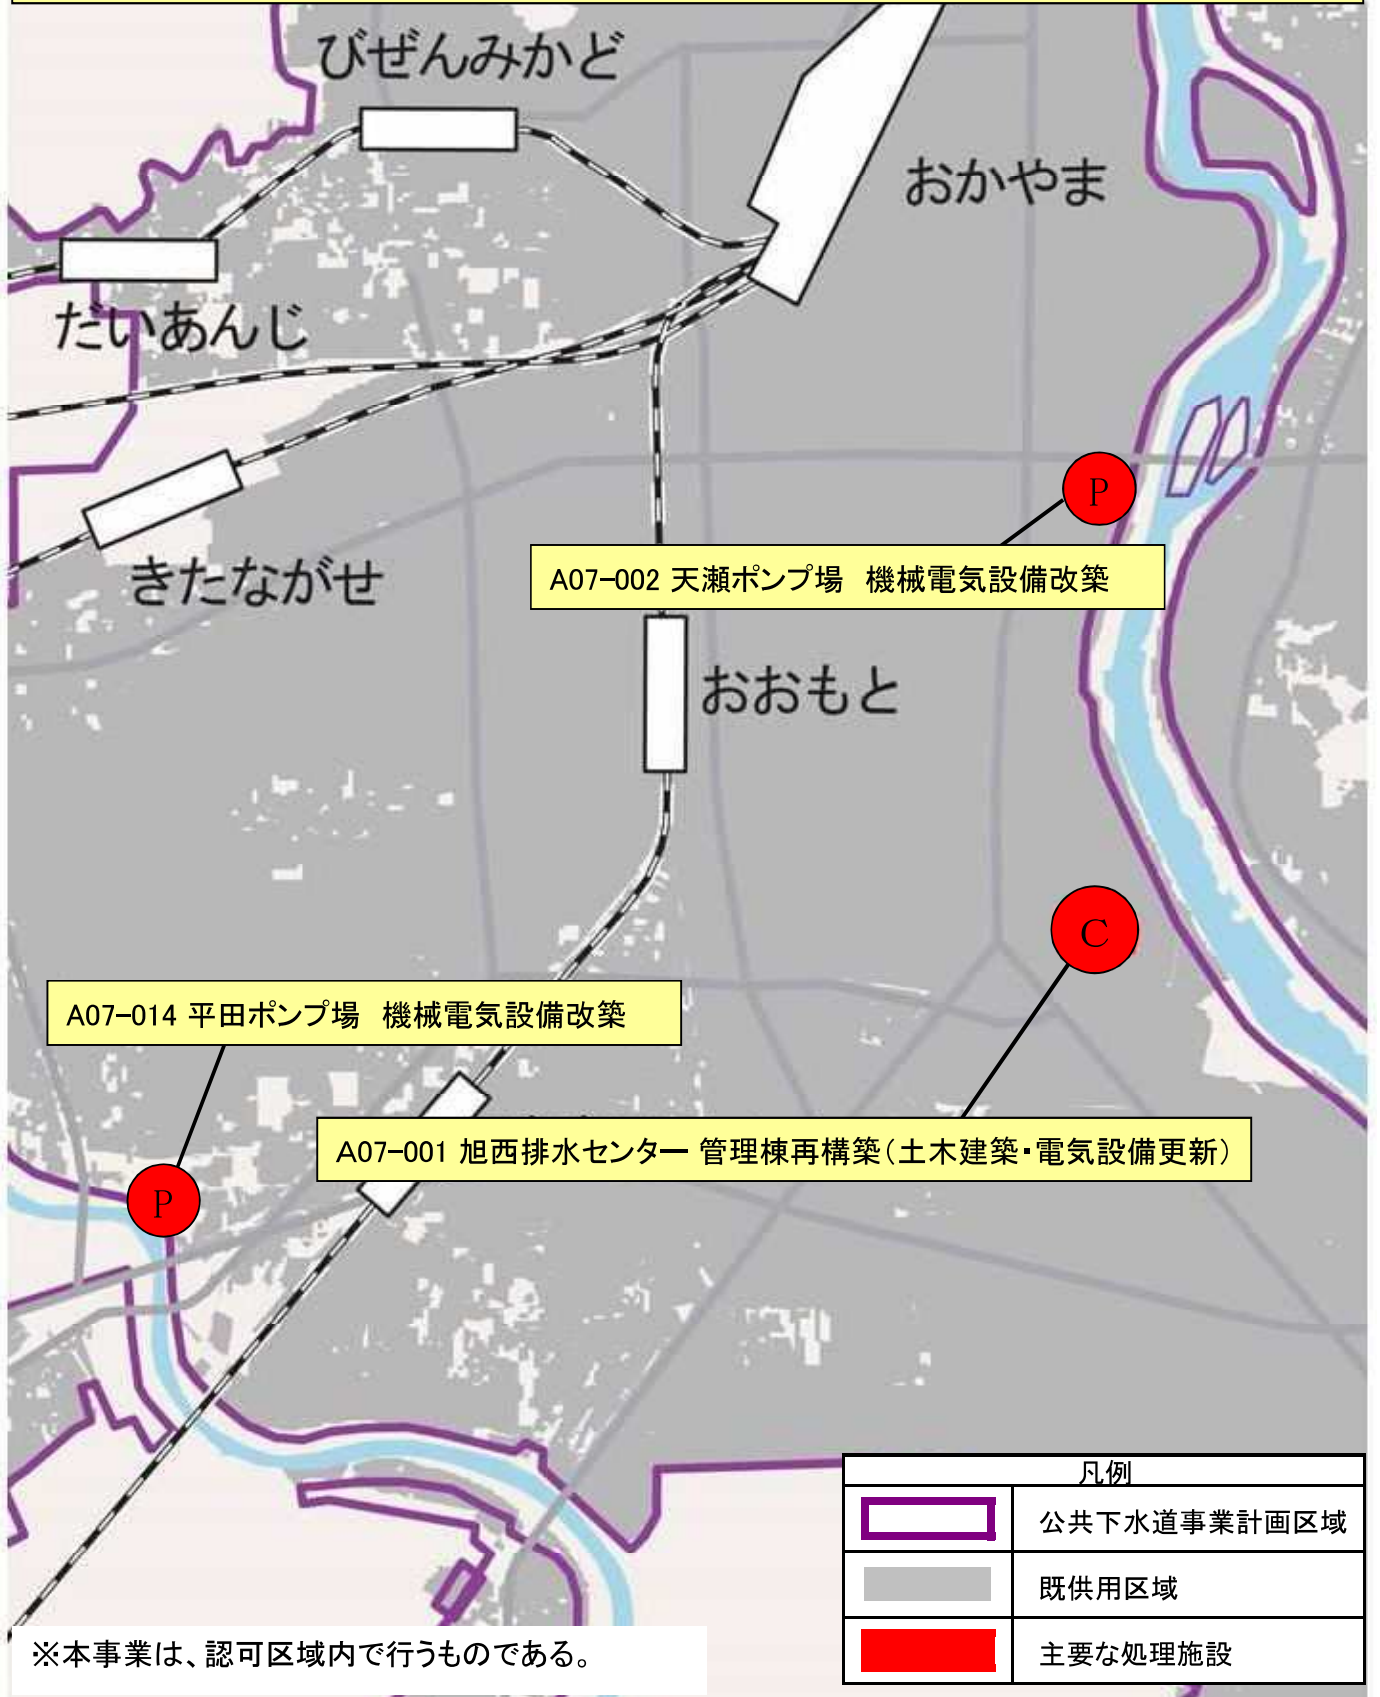 びぜんみかど
おかやま
だいあんじ
P
きたながせ
A07-002 天瀬ポンプ場　機械電気設備改築
おおもと
C
A07-014 平田ポンプ場　機械電気設備改築
A07-001 旭西排水センター 管理棟再構築(土木建築・電気設備更新)
P
凡例
公共下水道事業計画区域
既供用区域
主要な処理施設
※本事業は、認可区域内で行うものである。